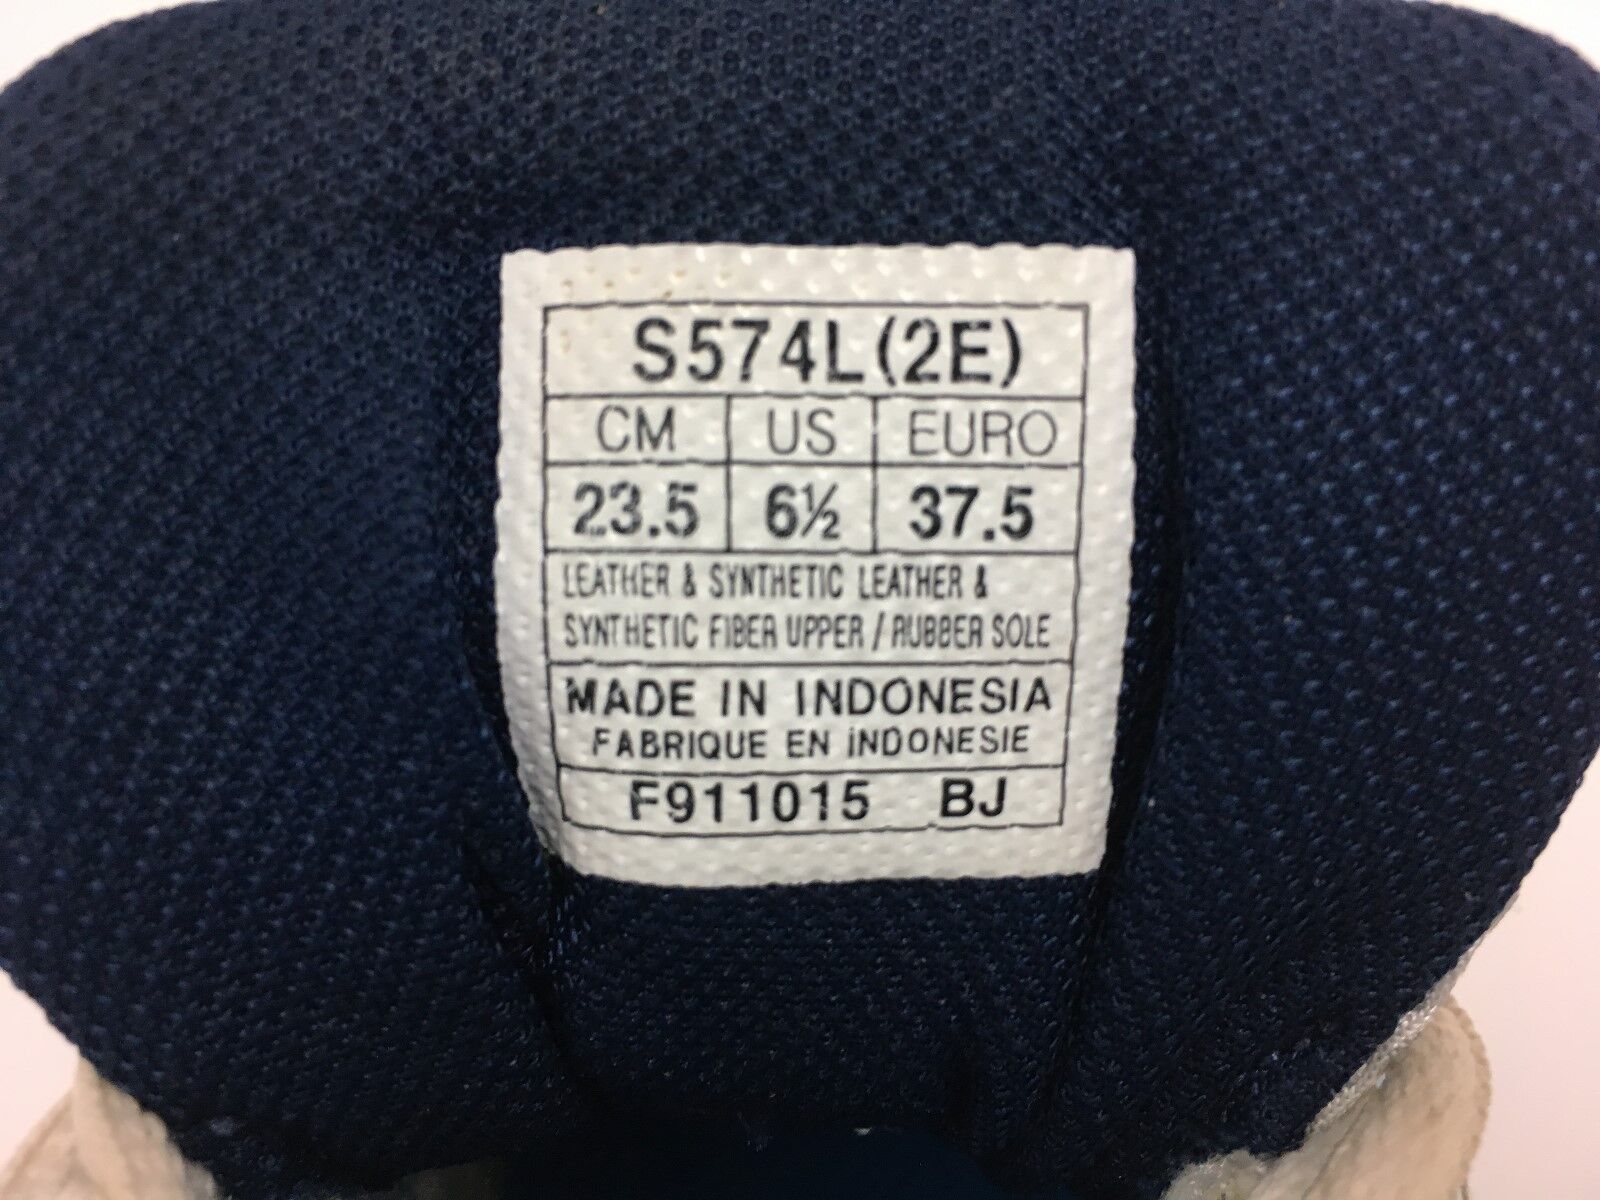 S574L(2E)
CM US EURO
23.5 6½ 37.5
LEATHER & SYNTHETIC LEATHER &
SYNTHETIC FIBER UPPER / RUBBER SOLE
MADE IN INDONESIA
FABRIQUE EN INDONESIE
F911015 BJ